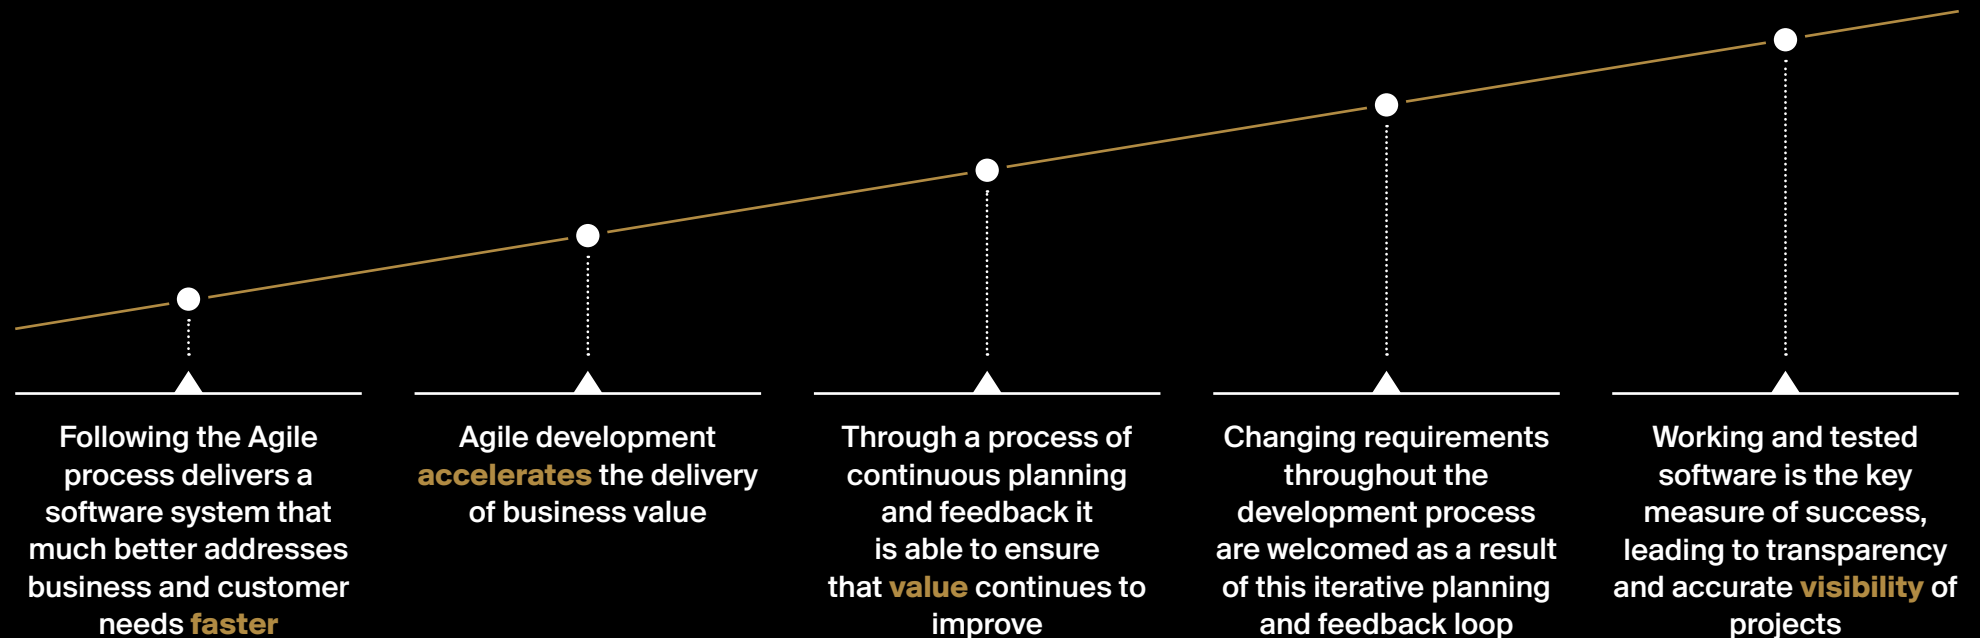 Following the Agile
process delivers a
software system that
much better addresses
business and customer
needs faster
Agile development
accelerates the delivery
of business value
Through a process of
continuous planning
and feedback it
is able to ensure
that value continues to
improve
Changing requirements
throughout the
development process
are welcomed as a result
of this iterative planning
and feedback loop
Working and tested
software is the key
measure of success,
leading to transparency
and accurate visibility of
projects